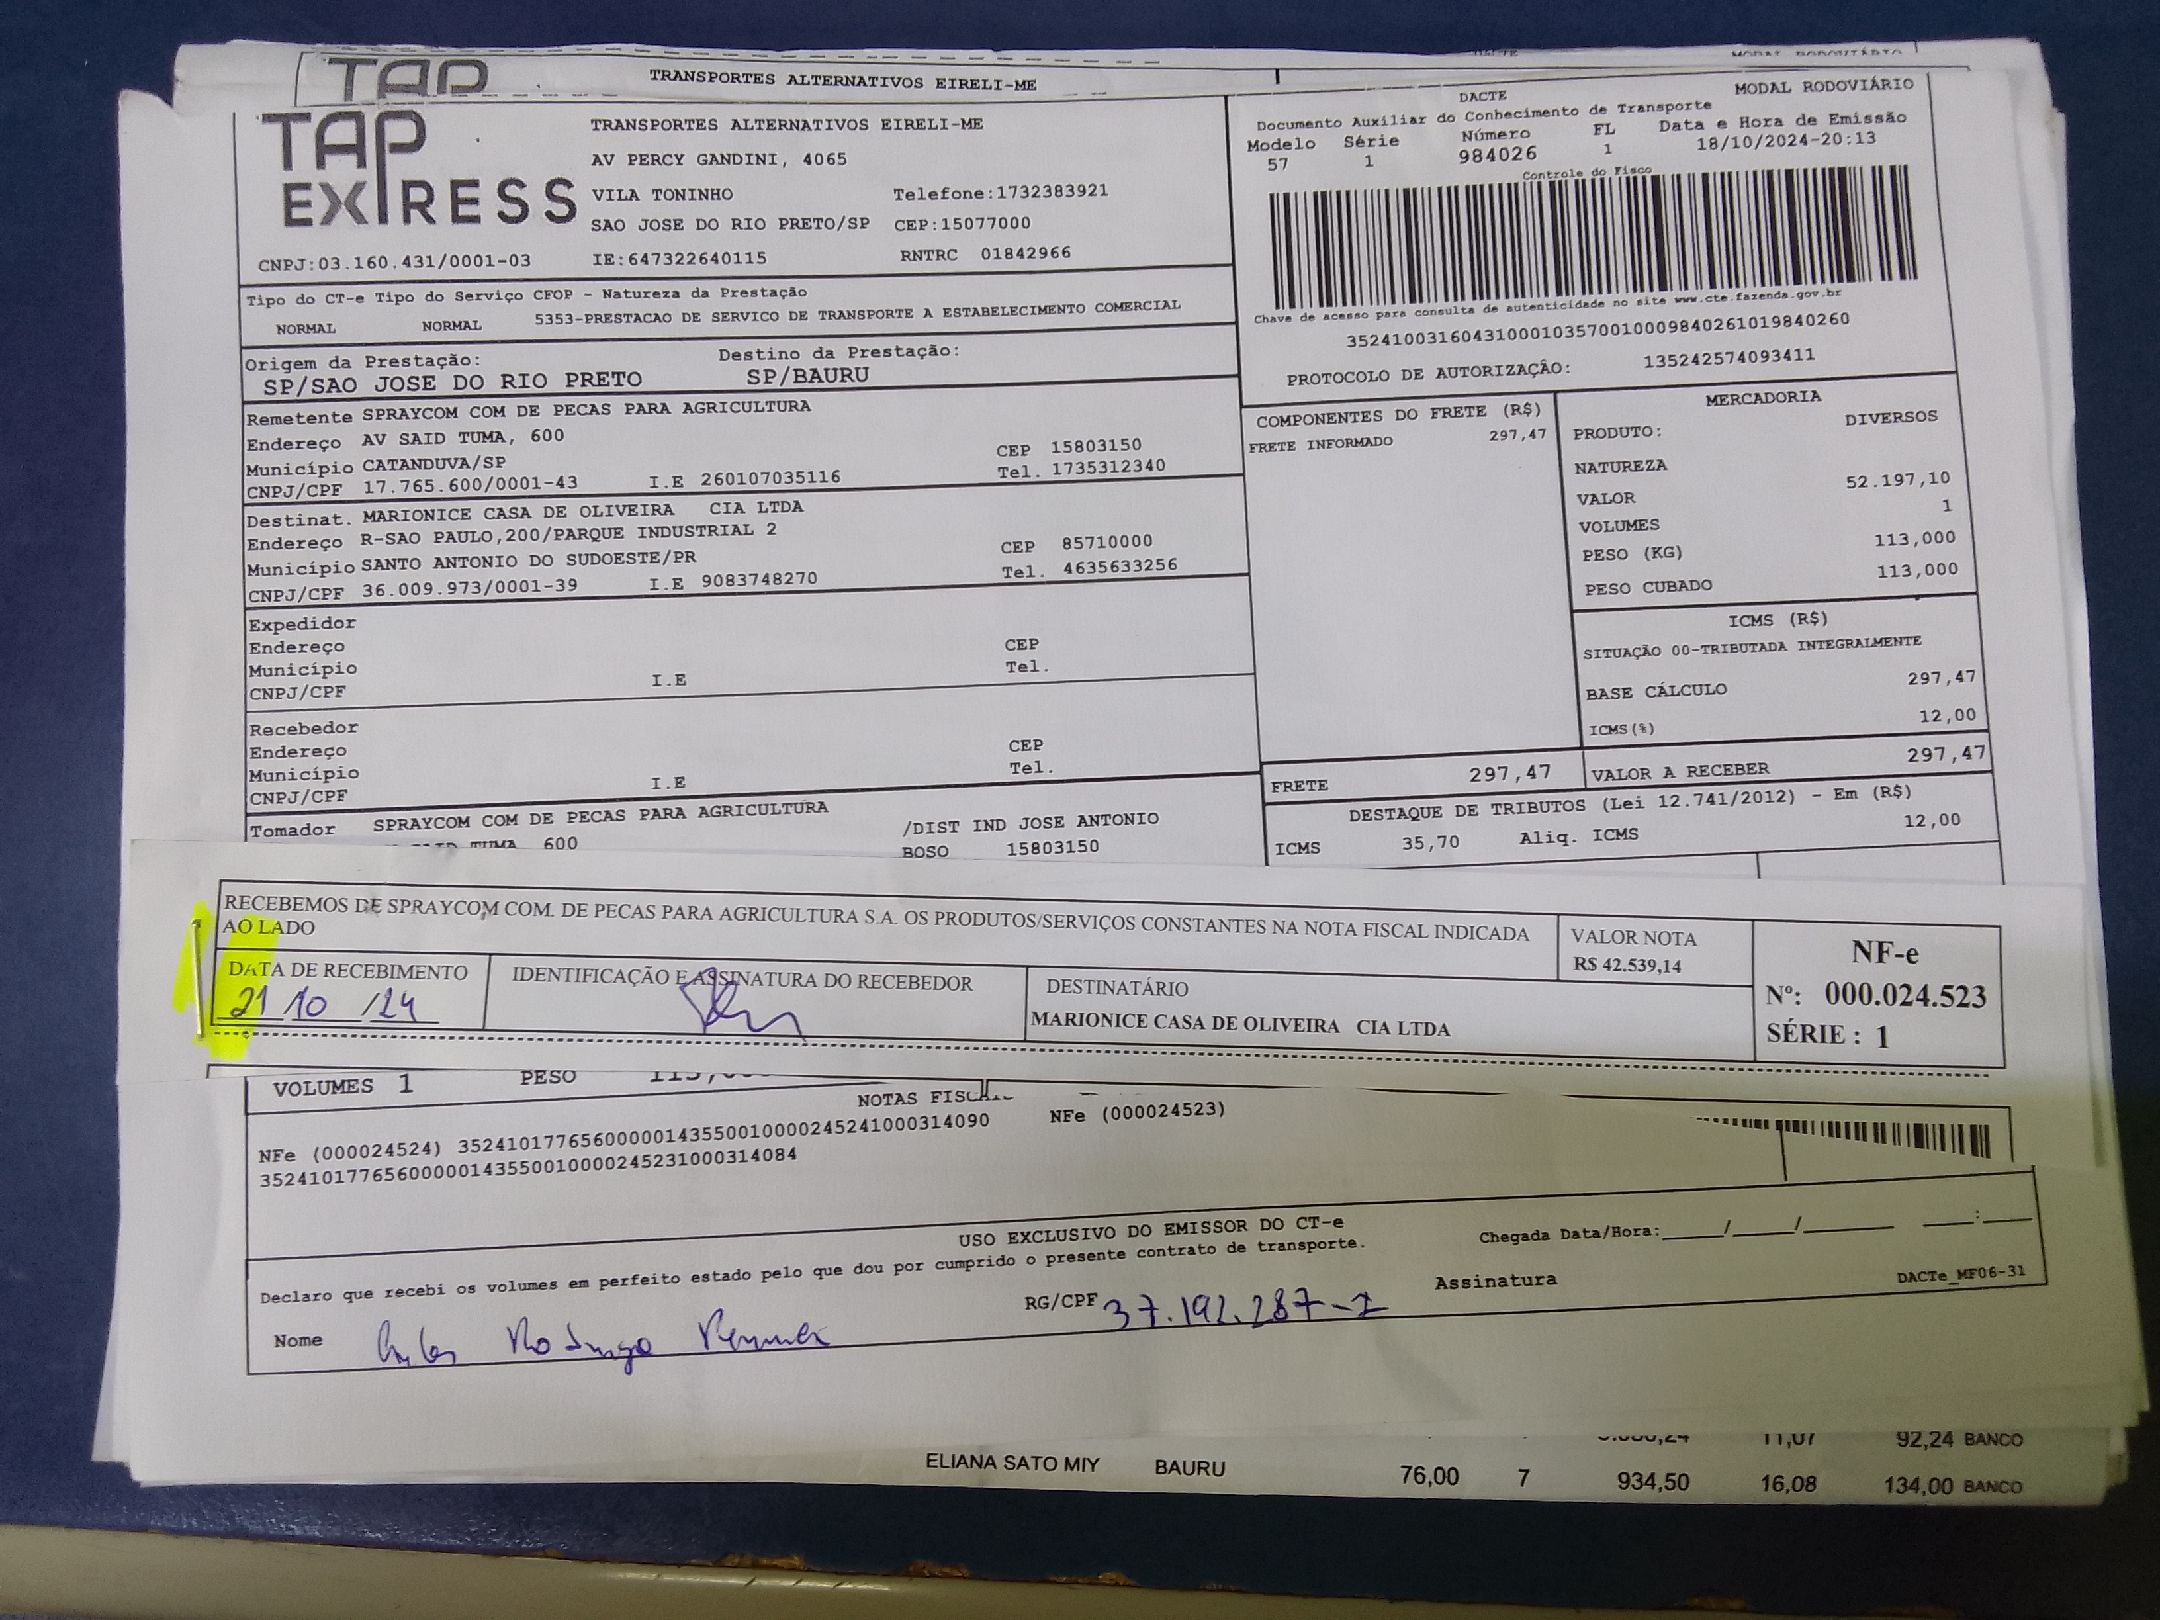 TAP
TRANSPORTES ALTERNATIVOS EIRELI-ME
TAP EXPRESS
TRANSPORTES ALTERNATIVOS EIRELI-ME
AV PERCY GANDINI, 4065
VILA TONINHO Telefone:1732383921
SAO JOSE DO RIO PRETO/SP CEP:15077000
CNPJ:03.160.431/0001-03 IE:647322640115 RNTRC 01842966
DACTE MODAL RODOVIÁRIO
Documento Auxiliar do Conhecimento de Transporte
Modelo Série Número FL Data e Hora de Emissão
57 1 984026 1 18/10/2024-20:13
Controle do Fisco
Chave de acesso para consulta de autenticidade no site www.cte.fazenda.gov.br
35241003160431000103570010009840261019840260
PROTOCOLO DE AUTORIZAÇÃO: 135242574093411
Tipo do CT-e Tipo do Serviço CFOP - Natureza da Prestação
NORMAL NORMAL 5353-PRESTACAO DE SERVICO DE TRANSPORTE A ESTABELECIMENTO COMERCIAL
Origem da Prestação: Destino da Prestação:
SP/SAO JOSE DO RIO PRETO SP/BAURU
Remetente SPRAYCOM COM DE PECAS PARA AGRICULTURA
Endereço AV SAID TUMA, 600 CEP 15803150
Município CATANDUVA/SP Tel. 1735312340
CNPJ/CPF 17.765.600/0001-43 I.E 260107035116
Destinat. MARIONICE CASA DE OLIVEIRA CIA LTDA
Endereço R-SAO PAULO,200/PARQUE INDUSTRIAL 2 CEP 85710000
Município SANTO ANTONIO DO SUDOESTE/PR Tel. 4635633256
CNPJ/CPF 36.009.973/0001-39 I.E 9083748270
Expedidor
Endereço CEP
Município Tel.
CNPJ/CPF I.E
Recebedor
Endereço CEP
Município Tel.
CNPJ/CPF I.E
Tomador SPRAYCOM COM DE PECAS PARA AGRICULTURA /DIST IND JOSE ANTONIO
SAID TUMA 600 BOSO 15803150
COMPONENTES DO FRETE (R$)
FRETE INFORMADO 297,47
MERCADORIA
PRODUTO: DIVERSOS
NATUREZA
VALOR 52.197,10
VOLUMES 1
PESO (KG) 113,000
PESO CUBADO 113,000
ICMS (R$)
SITUAÇÃO 00-TRIBUTADA INTEGRALMENTE
BASE CÁLCULO 297,47
ICMS(%) 12,00
FRETE 297,47 VALOR A RECEBER 297,47
DESTAQUE DE TRIBUTOS (Lei 12.741/2012) - Em (R$)
ICMS 35,70 Aliq. ICMS 12,00
RECEBEMOS DE SPRAYCOM COM. DE PECAS PARA AGRICULTURA S.A. OS PRODUTOS/SERVIÇOS CONSTANTES NA NOTA FISCAL INDICADA
AO LADO
VALOR NOTA
R$ 42.539,14
DATA DE RECEBIMENTO
21/10/24
IDENTIFICAÇÃO E ASSINATURA DO RECEBEDOR
DESTINATÁRIO
MARIONICE CASA DE OLIVEIRA CIA LTDA
NF-e
Nº: 000.024.523
SÉRIE : 1
VOLUMES 1 PESO
NOTAS
NFe (000024524) 35241017765600000143550010000245241000314090 NFe (000024523)
35241017765600000143550010000245231000314084
USO EXCLUSIVO DO EMISSOR DO CT-e
Declaro que recebi os volumes em perfeito estado pelo que dou por cumprido o presente contrato de transporte.
Chegada Data/Hora:_____/_____/_______ ____:____
Nome Rodrigo RG/CPF 37.192.287-1 Assinatura DACTe_MF06-31
11,07 92,24 BANCO
ELIANA SATO MIY BAURU 76,00 7 934,50 16,08 134,00 BANCO